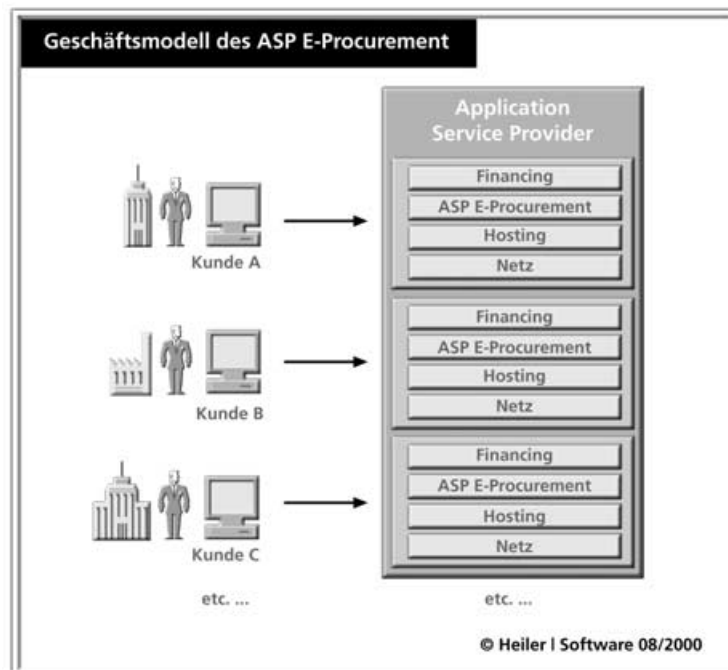 Geschäftsmodell des ASP E-Procurement
Application
Service Provider
Kunde A
Financing
ASP E-Procurement
Hosting
Netz
Kunde B
Financing
ASP E-Procurement
Hosting
Netz
Kunde C
Financing
ASP E-Procurement
Hosting
Netz
etc. ...
etc. ...
© Heiler | Software 08/2000